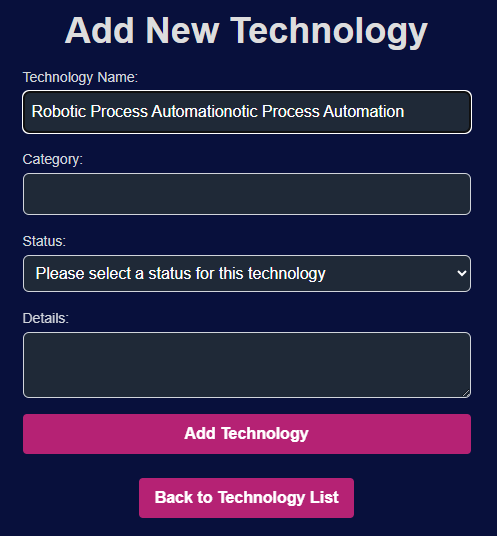 Add New Technology
Technology Name:
Robotic Process Automationotic Process Automation
Category:
Status:
Please select a status for this technology
Details:
Add Technology
Back to Technology List